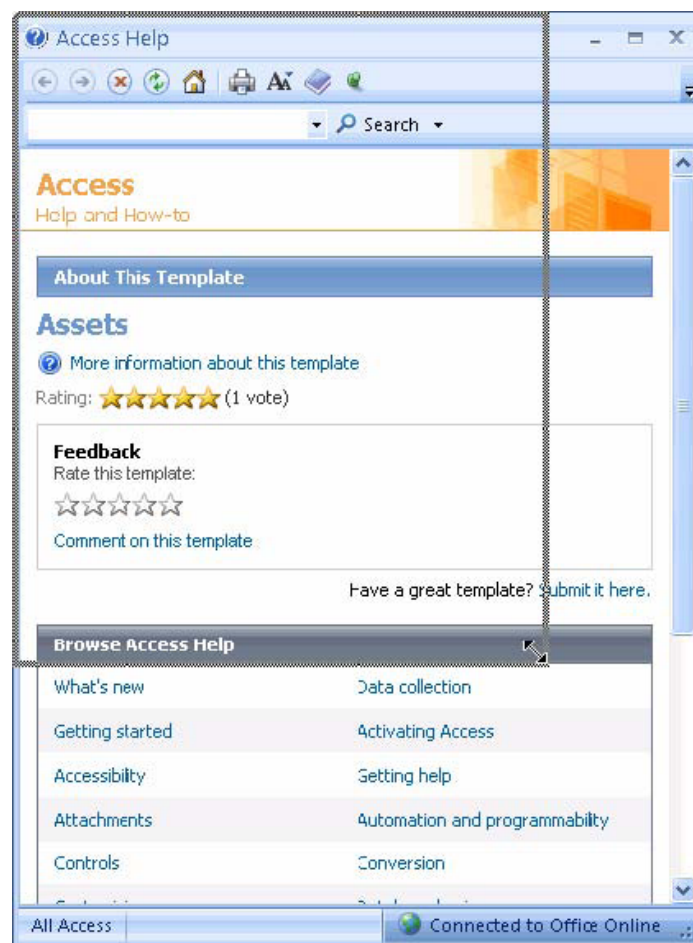 Access Help
Search
Access
Help and How-to
About This Template
Assets
More information about this template
Rating: (1 vote)
Feedback
Rate this template:
Comment on this template
Have a great template? Submit it here.
Browse Access Help
What's new Data collection
Getting started Activating Access
Accessibility Getting help
Attachments Automation and programmability
Controls Conversion
All Access Connected to Office Online